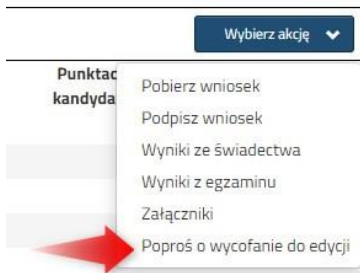 Wybierz akcję
Punktac
kandyda
Pobierz wniosek
Podpisz wniosek
Wyniki ze świadectwa
Wyniki z egzaminu
Załączniki
Poproś o wycofanie do edycji